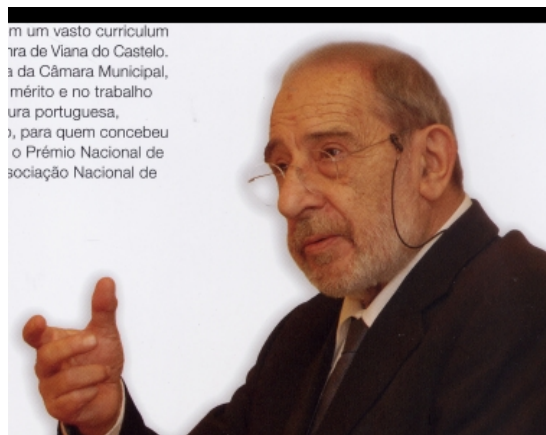 m um vasto curriculum
nra de Viana do Castelo.
a da Câmara Municipal,
mérito e no trabalho
ura portuguesa,
o, para quem concebeu
o Prémio Nacional de
sociação Nacional de